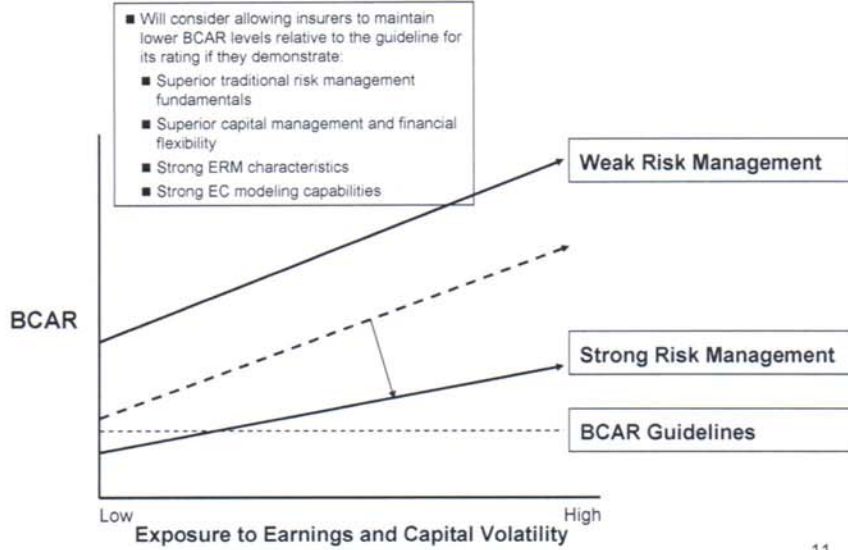 ■ Will consider allowing insurers to maintain
lower BCAR levels relative to the guideline for
its rating if they demonstrate:
■ Superior traditional risk management
fundamentals
■ Superior capital management and financial
flexibility
■ Strong ERM characteristics
■ Strong EC modeling capabilities
Weak Risk Management
BCAR
Strong Risk Management
BCAR Guidelines
Low
High
Exposure to Earnings and Capital Volatility
11